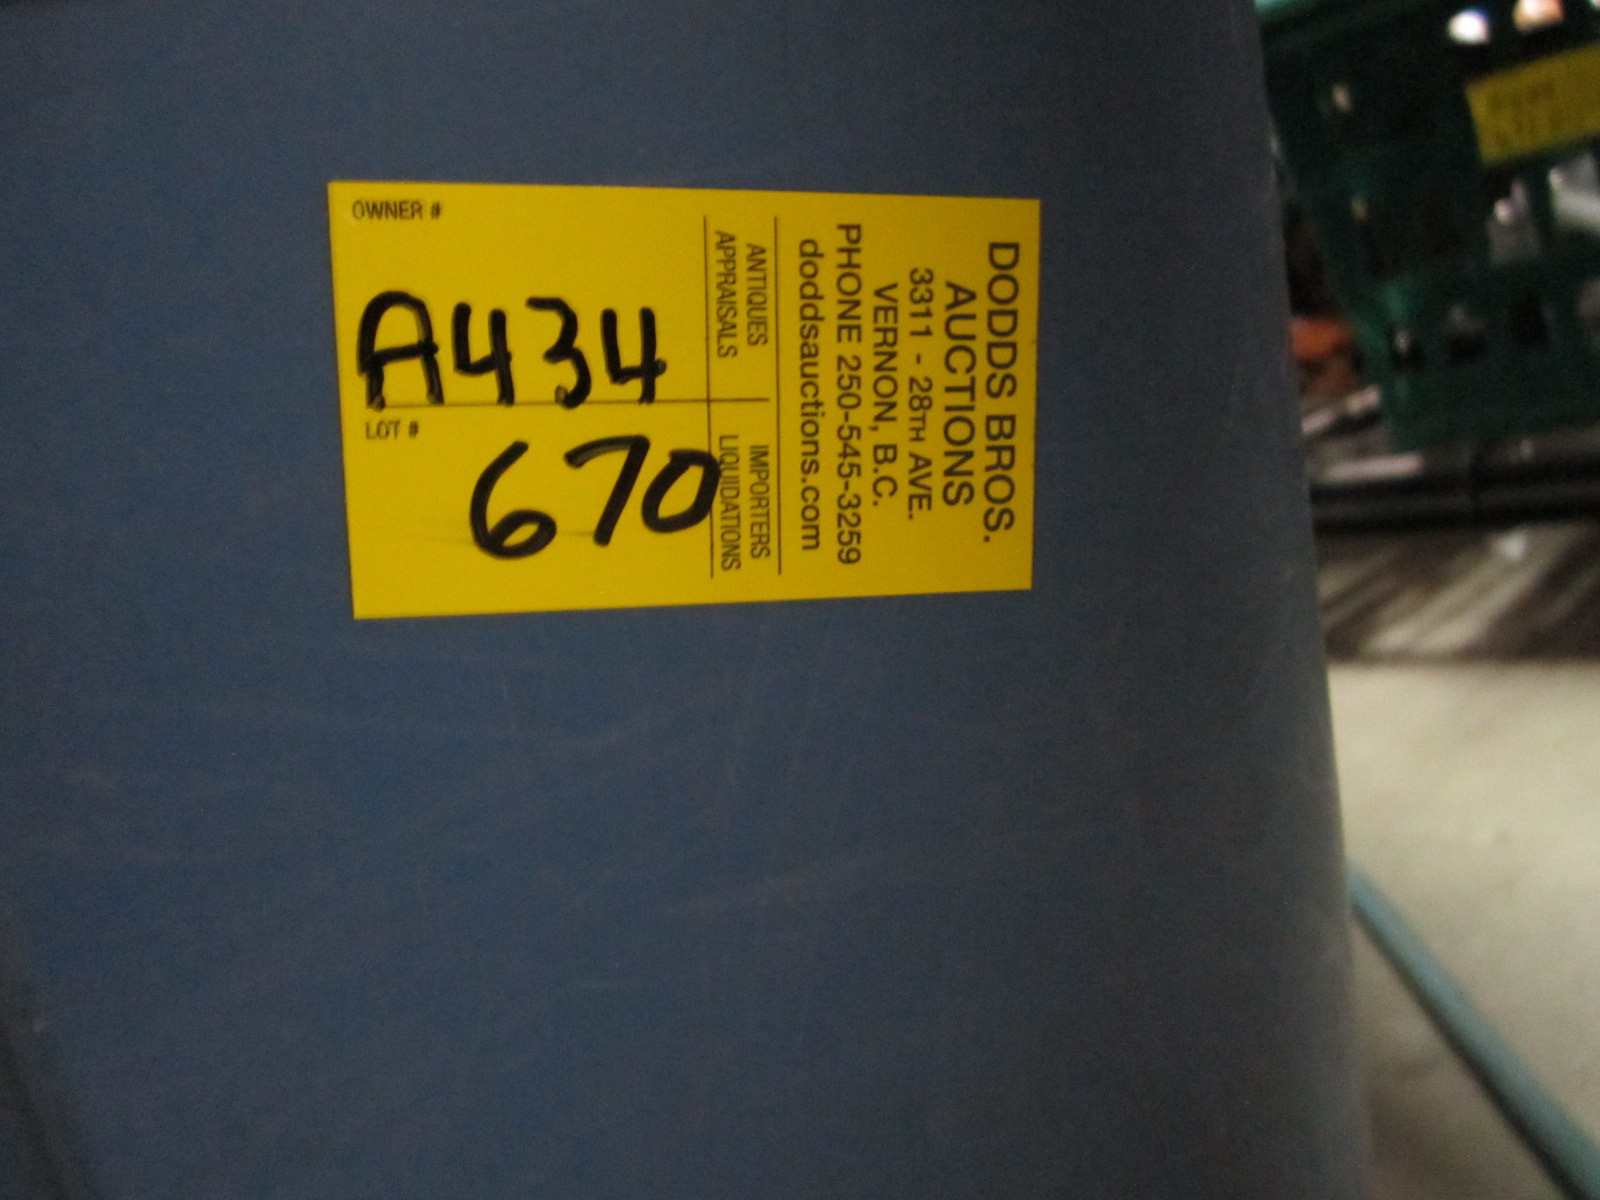 DODDS BROS.
AUCTIONS
3311 - 28TH AVE.
VERNON, B.C.
PHONE 250-545-3259
doddsauctions.com
ANTIQUES
APPRAISALS
IMPORTERS
LIQUIDATIONS
OWNER #
A434
LOT #
670